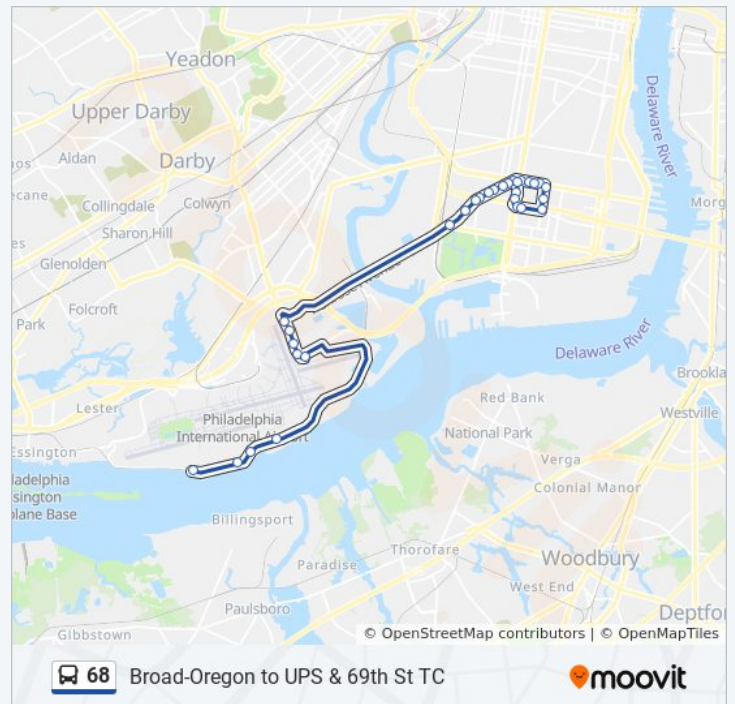 Yeadon
Delaware River
Upper Darby
Aldan
Darby
Collingdale
Colwyn
Sharon Hill
Glenolden
Folcroft
Park
Delaware River
Lester
Red Bank
Philadelphia
International Airport
National Park
Westville
Essington
Verga
Colonial Manor
Billingsport
Thorofare
Woodbury
Paradise
West End
Paulsboro
Gibbstown
© OpenStreetMap contributors | © OpenMapTiles
68 Broad-Oregon to UPS & 69th St TC
moovit